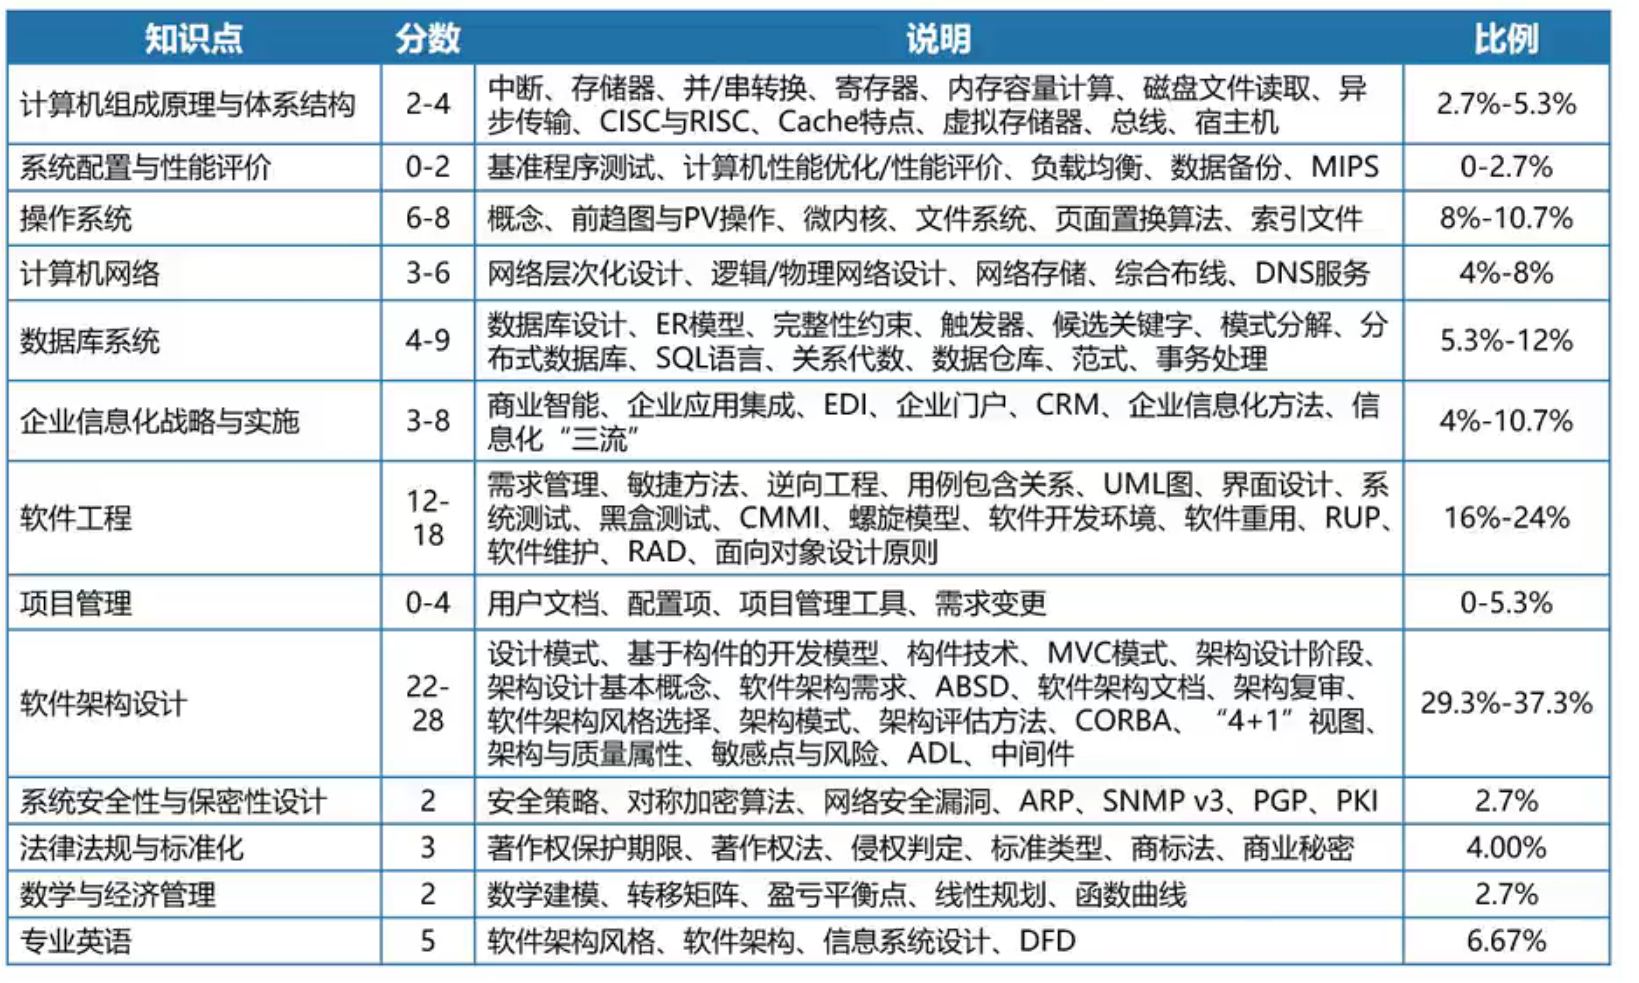 知识点 分数 说明 比例
计算机组成原理与体系结构 2-4 中断、存储器、并/串转换、寄存器、内存容量计算、磁盘文件读取、异 2.7%-5.3%
步传输、CISC与RISC、Cache特点、虚拟存储器、总线、宿主机
系统配置与性能评价 0-2 基准程序测试、计算机性能优化/性能评价、负载均衡、数据备份、MIPS 0-2.7%
操作系统 6-8 概念、前趋图与PV操作、微内核、文件系统、页面置换算法、索引文件 8%-10.7%
计算机网络 3-6 网络层次化设计、逻辑/物理网络设计、网络存储、综合布线、DNS服务 4%-8%
数据库系统 4-9 数据库设计、ER模型、完整性约束、触发器、候选关键字、模式分解、分 5.3%-12%
布式数据库、SQL语言、关系代数、数据仓库、范式、事务处理
企业信息化战略与实施 3-8 商业智能、企业应用集成、EDI、企业门户、CRM、企业信息化方法、信 4%-10.7%
息化“三流”
软件工程 12- 需求管理、敏捷方法、逆向工程、用例包含关系、UML图、界面设计、系 16%-24%
18 统测试、黑盒测试、CMMI、螺旋模型、软件开发环境、软件重用、RUP、
软件维护、RAD、面向对象设计原则
项目管理 0-4 用户文档、配置项、项目管理工具、需求变更 0-5.3%
软件架构设计 22- 设计模式、基于构件的开发模型、构件技术、MVC模式、架构设计阶段、 29.3%-37.3%
28 架构设计基本概念、软件架构需求、ABSD、软件架构文档、架构复审、
软件架构风格选择、架构模式、架构评估方法、CORBA、“4+1”视图、
架构与质量属性、敏感点与风险、ADL、中间件
系统安全性与保密性设计 2 安全策略、对称加密算法、网络安全漏洞、ARP、SNMP v3、PGP、PKI 2.7%
法律法规与标准化 3 著作权保护期限、著作权法、侵权判定、标准类型、商标法、商业秘密 4.00%
数学与经济管理 2 数学建模、转移矩阵、盈亏平衡点、线性规划、函数曲线 2.7%
专业英语 5 软件架构风格、软件架构、信息系统设计、DFD 6.67%